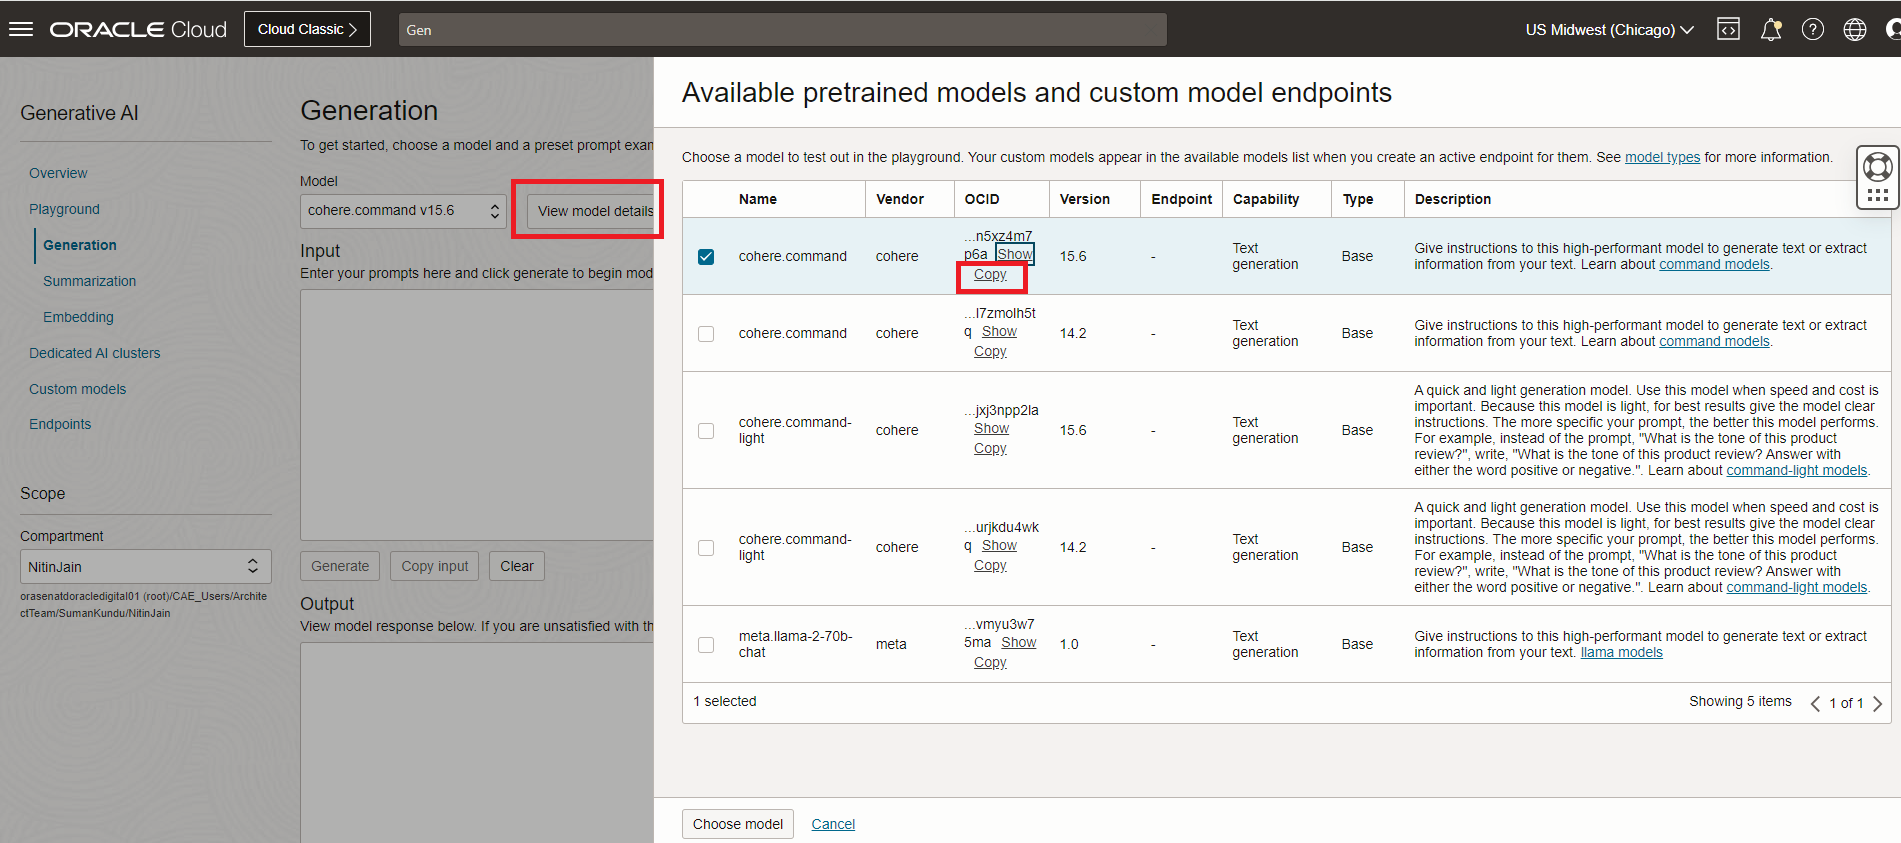 ORACLE Cloud
Cloud Classic >
Gen
US Midwest (Chicago)
Generative AI
Overview
Playground
Generation
Summarization
Embedding
Dedicated AI clusters
Custom models
Endpoints
Scope
Compartment
NitinJain
orasenatdoracledigital01 (root)/CAE_Users/Archite
ctTeam/SumanKundu/NitinJain
Generation
To get started, choose a model and a preset prompt exan
Model
cohere.command v15.6
View model details
Input
Enter your prompts here and click generate to begin mod
Generate
Copy input
Clear
Output
View model response below. If you are unsatisfied with th
Available pretrained models and custom model endpoints
Choose a model to test out in the playground. Your custom models appear in the available models list when you create an active endpoint for them. See model types for more information.
Name Vendor OCID Version Endpoint Capability Type Description
cohere.command
cohere
...n5xz4m7
p6a Show
Copy
15.6
-
Text
generation
Base
Give instructions to this high-performant model to generate text or extract
information from your text. Learn about command models.
cohere.command
cohere
...l7zmolh5t
q Show
Copy
14.2
-
Text
generation
Base
Give instructions to this high-performant model to generate text or extract
information from your text. Learn about command models.
cohere.command-
light
cohere
...jxj3npp2la
Show
Copy
15.6
-
Text
generation
Base
A quick and light generation model. Use this model when speed and cost is
important. Because this model is light, for best results give the model clear
instructions. The more specific your prompt, the better this model performs.
For example, instead of the prompt, "What is the tone of this product
review?", write, "What is the tone of this product review? Answer with
either the word positive or negative.". Learn about command-light models.
cohere.command-
light
cohere
...urjkdu4wk
q Show
Copy
14.2
-
Text
generation
Base
A quick and light generation model. Use this model when speed and cost is
important. Because this model is light, for best results give the model clear
instructions. The more specific your prompt, the better this model performs.
For example, instead of the prompt, "What is the tone of this product
review?", write, "What is the tone of this product review? Answer with
either the word positive or negative.". Learn about command-light models.
meta.llama-2-70b-
chat
meta
...vmyu3w7
5ma Show
Copy
1.0
-
Text
generation
Base
Give instructions to this high-performant model to generate text or extract
information from your text. llama models
1 selected
Showing 5 items < 1 of 1 >
Choose model
Cancel